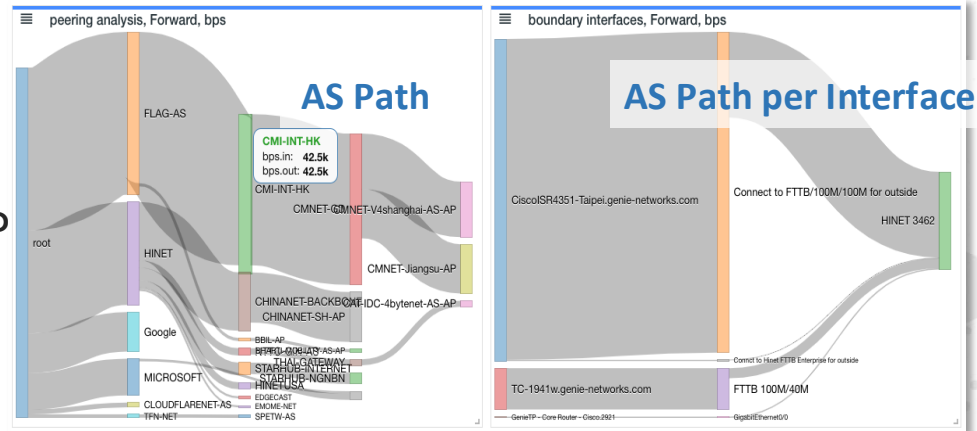 peering analysis, Forward, bps
AS Path
root
FLAG-AS
HINET
Google
MICROSOFT
CLOUDFLARENET-AS
TFN-NET
CMI-INT-HK
bps.in: 42.5k
bps.out: 42.5k
CMI-INT-HK
CHINANET-BACKBONE
CHINANET-SH-AP
BBIL-AP
STARHUB-INTERNET
HINETUSA
EDGECAST
EMOME-NET
SPETW-AS
THAI-GATEWAY
STARHUB-NGNBN
CMNET-V4shanghai-AS-AP
CMNET-Jiangsu-AP
CAT-IDC-4bytenet-AS-AP
boundary interfaces, Forward, bps
AS Path per Interface
CiscoISR4351-Taipei.genie-networks.com
TC-1941w.genie-networks.com
GenieTP - Core Router - Cisco.2921
Connect to FTTB/100M/100M for outside
Connct to Hinet FTTB Enterprise for outside
FTTB 100M/40M
GigabitEthernet0/0
HINET 3462